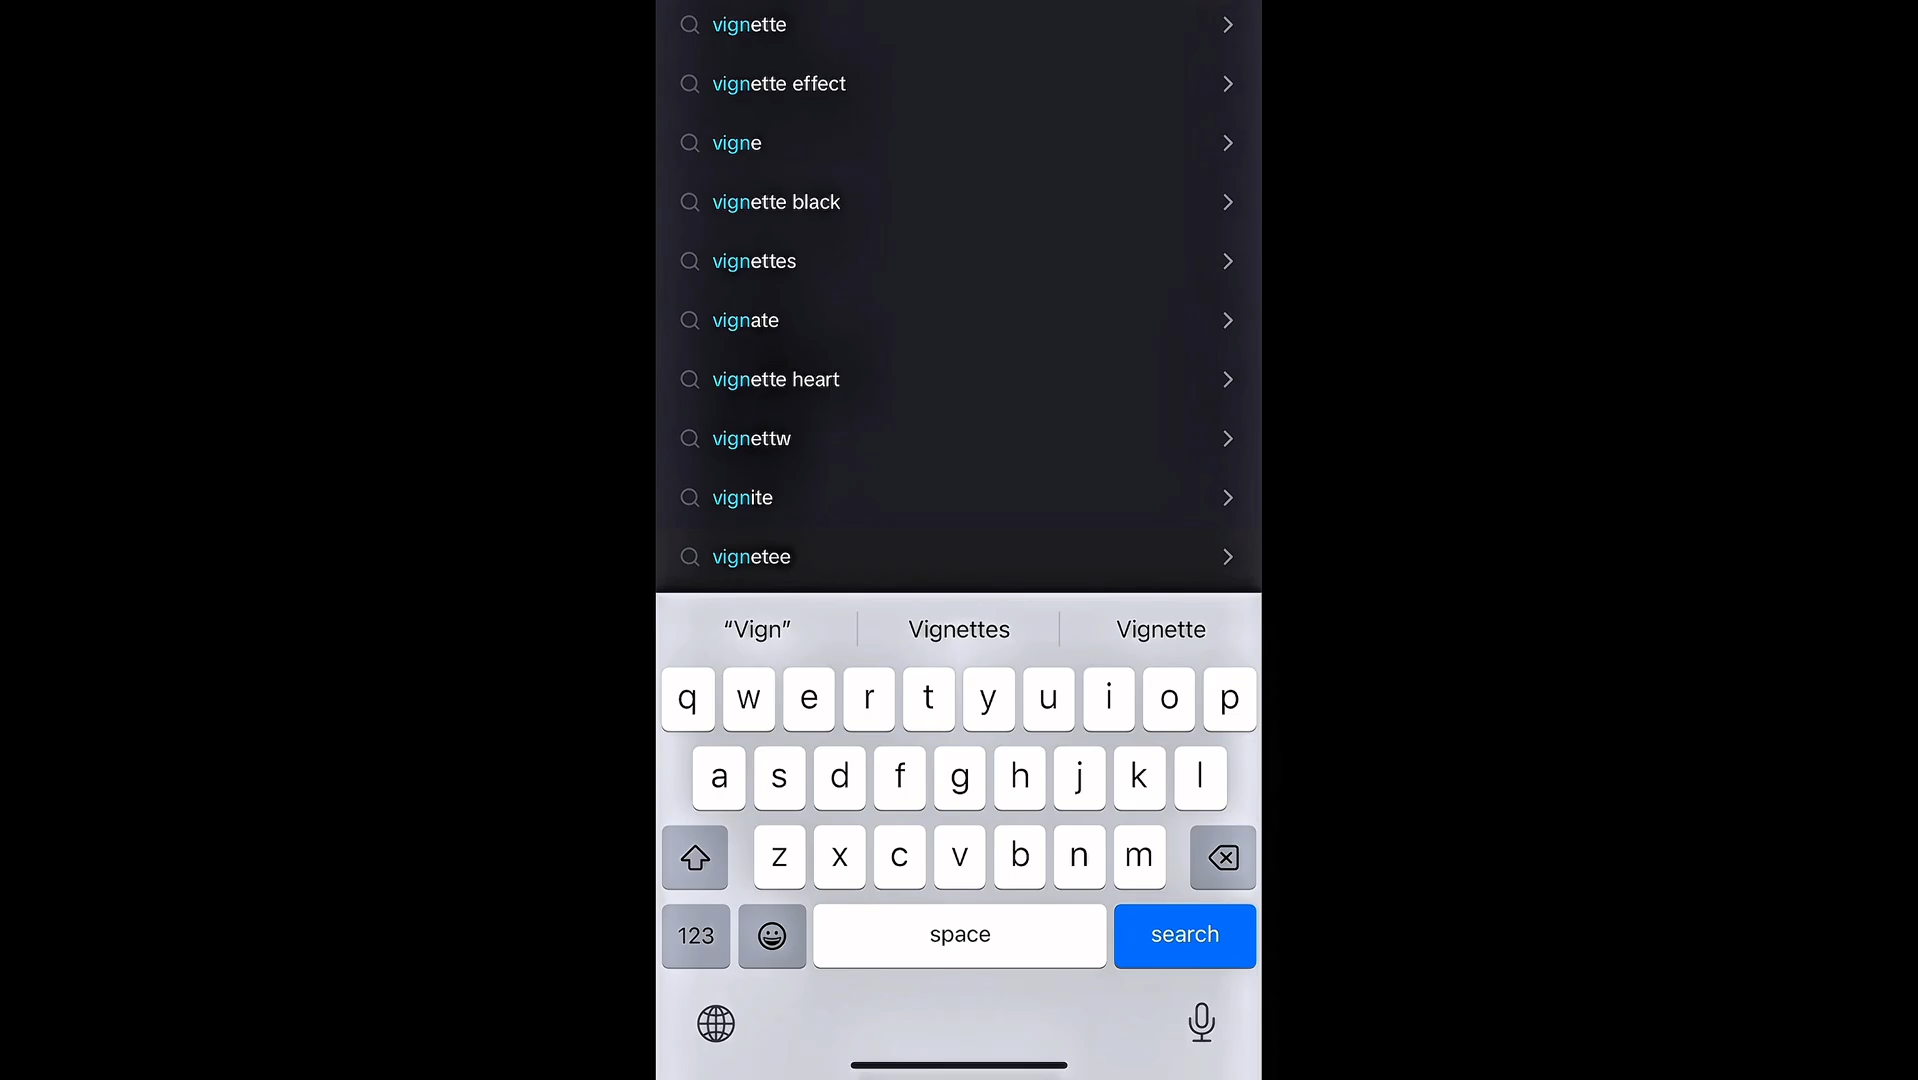 vignette
vignette effect
vigne
vignette black
vignettes
vignate
vignette heart
vignettw
vignite
vignetee
“Vign” Vignettes Vignette
q w e r t y u i o p
a s d f g h j k l
z x c v b n m
123 space search